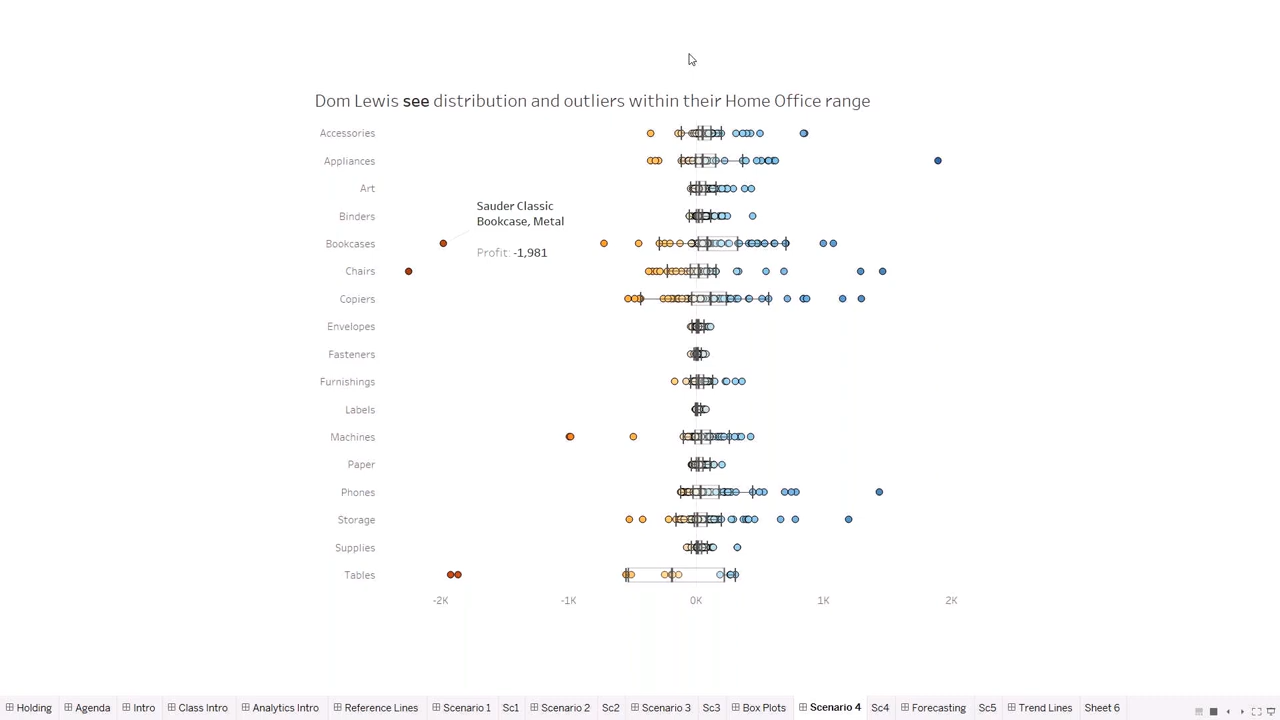 Dom Lewis see distribution and outliers within their Home Office range
Accessories
Appliances
Art
Binders
Sauder Classic
Bookcase, Metal
Profit: -1,981
Bookcases
Chairs
Copiers
Envelopes
Fasteners
Furnishings
Labels
Machines
Paper
Phones
Storage
Supplies
Tables
-2K -1K 0K 1K 2K
Holding Agenda Intro Class Intro Analytics Intro Reference Lines Scenario 1 Sc1 Scenario 2 Sc2 Scenario 3 Sc3 Box Plots Scenario 4 Sc4 Forecasting Sc5 Trend Lines Sheet 6